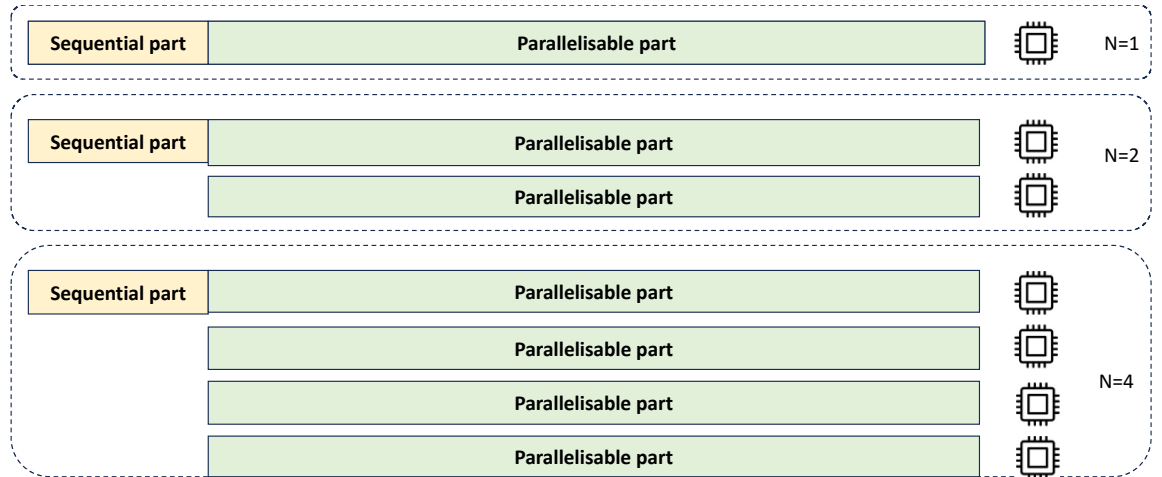 Sequential part Parallelisable part N=1
Sequential part Parallelisable part N=2
Parallelisable part
Sequential part Parallelisable part
Parallelisable part
Parallelisable part N=4
Parallelisable part